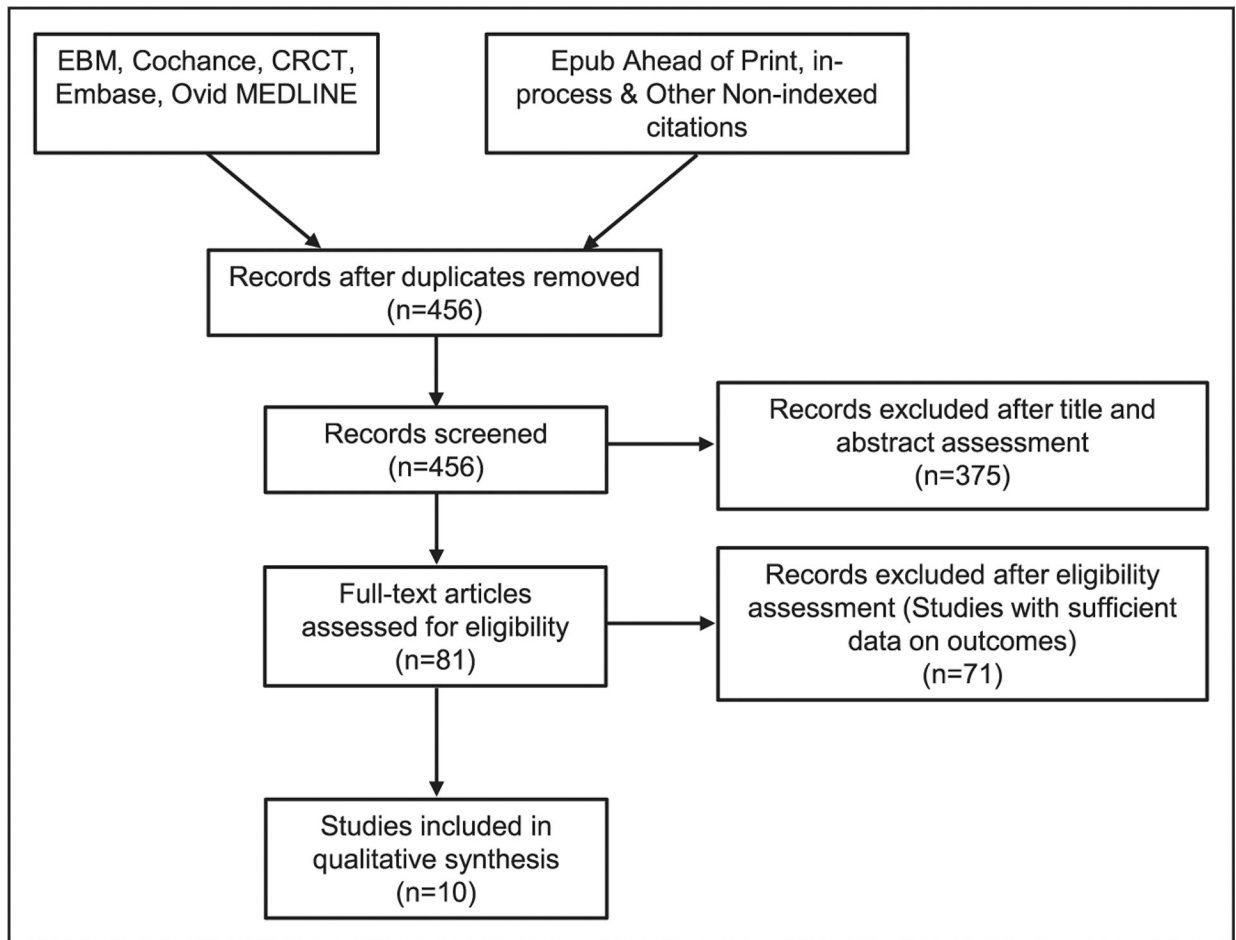 EBM, Cochance, CRCT,
Embase, Ovid MEDLINE
Epub Ahead of Print, in-
process & Other Non-indexed
citations
Records after duplicates removed
(n=456)
Records screened
(n=456)
Records excluded after title and
abstract assessment
(n=375)
Full-text articles
assessed for eligibility
(n=81)
Records excluded after eligibility
assessment (Studies with sufficient
data on outcomes)
(n=71)
Studies included in
qualitative synthesis
(n=10)